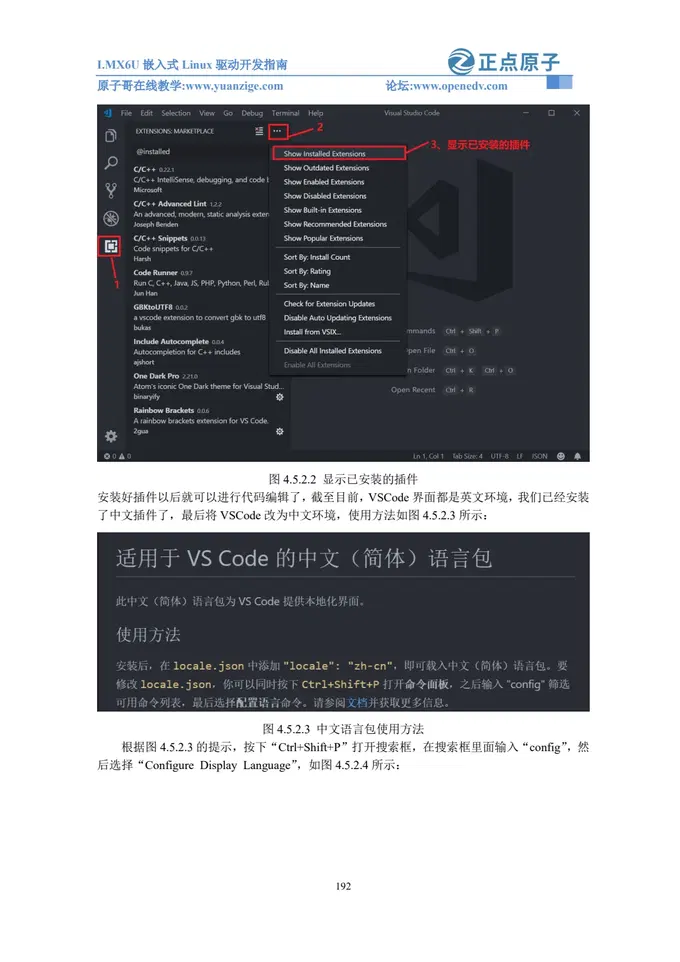 I.MX6U 嵌入式 Linux 驱动开发指南
正点原子
原子哥在线教学:www.yuanzige.com
论坛:www.openedv.com
File Edit Selection View Go Debug Terminal Help
Visual Studio Code
EXTENSIONS: MARKETPLACE
2
@installed
C/C++ 0.22.1
C/C++ IntelliSense, debugging, and code b
Microsoft
C/C++ Advanced Lint 1.2.2
An advanced, modern, static analysis exten
Joseph Benden
C/C++ Snippets 0.0.13
Code snippets for C/C++
Harsh
Code Runner 0.9.7
Run C, C++, Java, JS, PHP, Python, Perl, Rul
Jun Han
GBKtoUTF8 0.0.2
a vscode extension to convert gbk to utf8
bukas
Include Autocomplete 0.0.4
Autocompletion for C++ includes
ajshort
One Dark Pro 2.21.0
Atom's iconic One Dark theme for Visual Stud...
binaryify
Rainbow Brackets 0.0.6
A rainbow brackets extension for VS Code.
2gua
1
Show Installed Extensions
3、显示已安装的插件
Show Outdated Extensions
Show Enabled Extensions
Show Disabled Extensions
Show Built-in Extensions
Show Recommended Extensions
Show Popular Extensions
Sort By: Install Count
Sort By: Rating
Sort By: Name
Check for Extension Updates
Disable Auto Updating Extensions
Install from VSIX...
Disable All Installed Extensions
Enable All Extensions
mmands Ctrl + Shift + P
pen File Ctrl + O
n Folder Ctrl + K Ctrl + O
Open Recent Ctrl + R
0 0
Ln 1, Col 1 Tab Size: 4 UTF-8 LF JSON
图 4.5.2.2 显示已安装的插件
安装好插件以后就可以进行代码编辑了，截至目前，VSCode 界面都是英文环境，我们已经安装
了中文插件了，最后将 VSCode 改为中文环境，使用方法如图 4.5.2.3 所示：
适用于 VS Code 的中文（简体）语言包
此中文（简体）语言包为 VS Code 提供本地化界面。
使用方法
安装后，在 locale.json 中添加 "locale": "zh-cn"，即可载入中文（简体）语言包。要
修改 locale.json，你可以同时按下 Ctrl+Shift+P 打开命令面板，之后输入 "config" 筛选
可用命令列表，最后选择配置语言命令。请参阅文档并获取更多信息。
图 4.5.2.3 中文语言包使用方法
根据图 4.5.2.3 的提示，按下“Ctrl+Shift+P”打开搜索框，在搜索框里面输入“config”，然
后选择“Configure Display Language”，如图 4.5.2.4 所示：
192